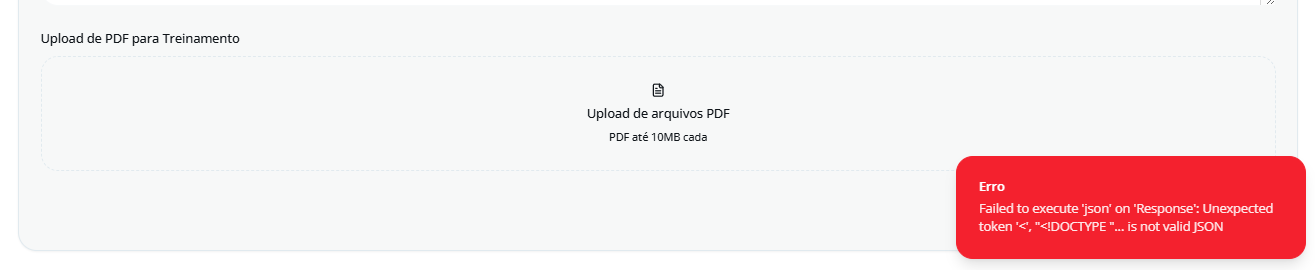 Upload de PDF para Treinamento
Upload de arquivos PDF
PDF até 10MB cada
Erro
Failed to execute 'json' on 'Response': Unexpected
token '<', "<!DOCTYPE "... is not valid JSON